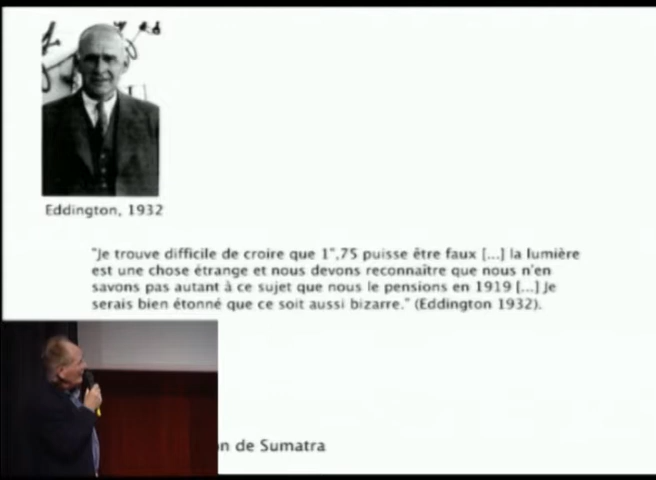 Eddington, 1932
"Je trouve difficile de croire que 1",75 puisse être faux [...] la lumière
est une chose étrange et nous devons reconnaître que nous n'en
savons pas autant à ce sujet que nous le pensions en 1919 [...] Je
serais bien étonné que ce soit aussi bizarre." (Eddington 1932).
de Sumatra